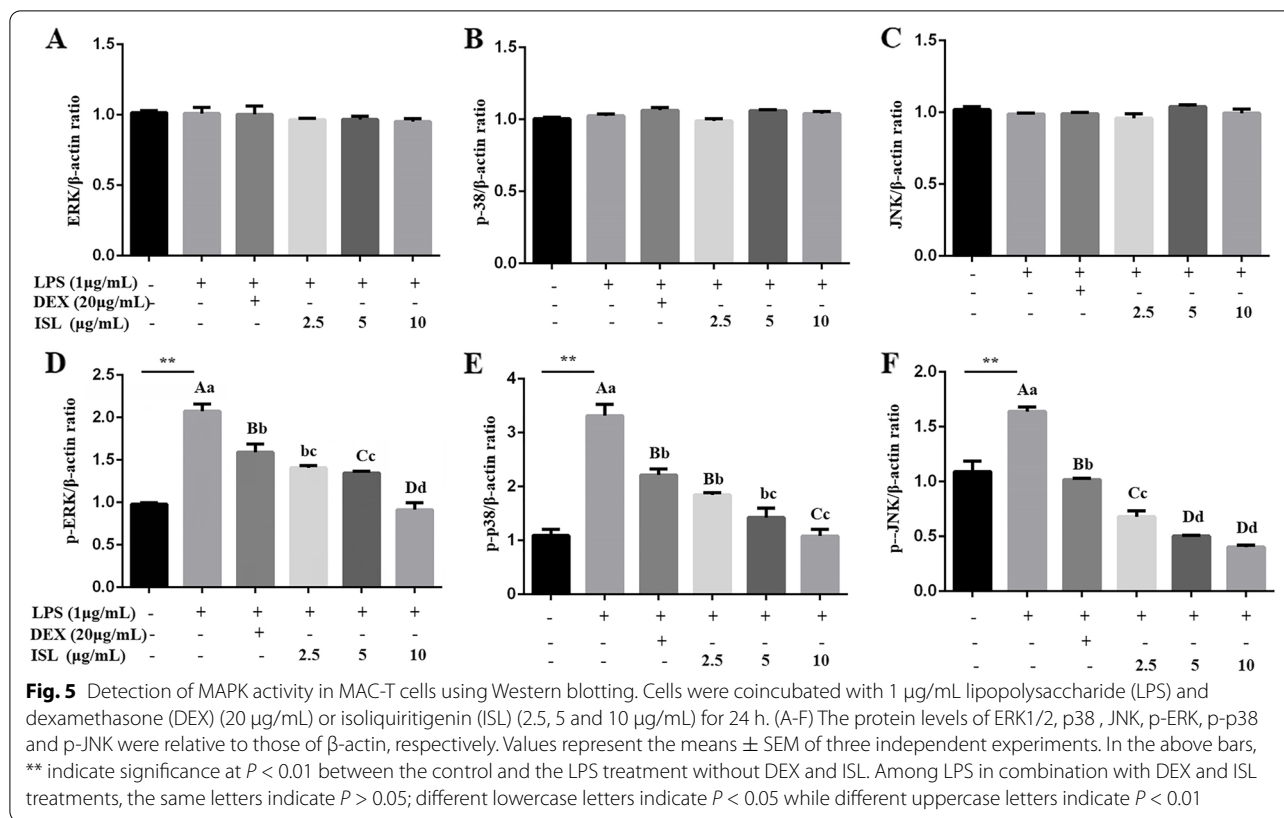 A B C
ERK/β-actin ratio
1.5
1.0
0.5
0.0
p-38/β-actin ratio
1.5
1.0
0.5
0.0
JNK/β-actin ratio
1.5
1.0
0.5
0.0
LPS (1μg/mL) - + + + + +
DEX (20μg/mL)- - + - - -
ISL (μg/mL) - - - 2.5 5 10
- + + + + +
- - + - - -
- - - 2.5 5 10
- + + + + +
- - + - - -
- - - 2.5 5 10
D E F
p-ERK/β-actin ratio
2.5
2.0
1.5
1.0
0.5
0.0
** Aa Bb bc Cc Dd
p-p38/β-actin ratio
4
3
2
1
0
** Aa Bb Bb bc Cc
p--JNK/β-actin ratio
2.0
1.5
1.0
0.5
0.0
** Aa Bb Cc Dd Dd
LPS (1μg/mL) - + + + + +
DEX (20μg/mL)- - + - - -
ISL (μg/mL) - - - 2.5 5 10
- + + + + +
- - + - - -
- - - 2.5 5 10
- + + + + +
- - + - - -
- - - 2.5 5 10
Fig. 5 Detection of MAPK activity in MAC-T cells using Western blotting. Cells were coincubated with 1 μg/mL lipopolysaccharide (LPS) and
dexamethasone (DEX) (20 μg/mL) or isoliquiritigenin (ISL) (2.5, 5 and 10 μg/mL) for 24 h. (A-F) The protein levels of ERK1/2, p38 , JNK, p-ERK, p-p38
and p-JNK were relative to those of β-actin, respectively. Values represent the means ± SEM of three independent experiments. In the above bars,
** indicate significance at P < 0.01 between the control and the LPS treatment without DEX and ISL. Among LPS in combination with DEX and ISL
treatments, the same letters indicate P > 0.05; different lowercase letters indicate P < 0.05 while different uppercase letters indicate P < 0.01